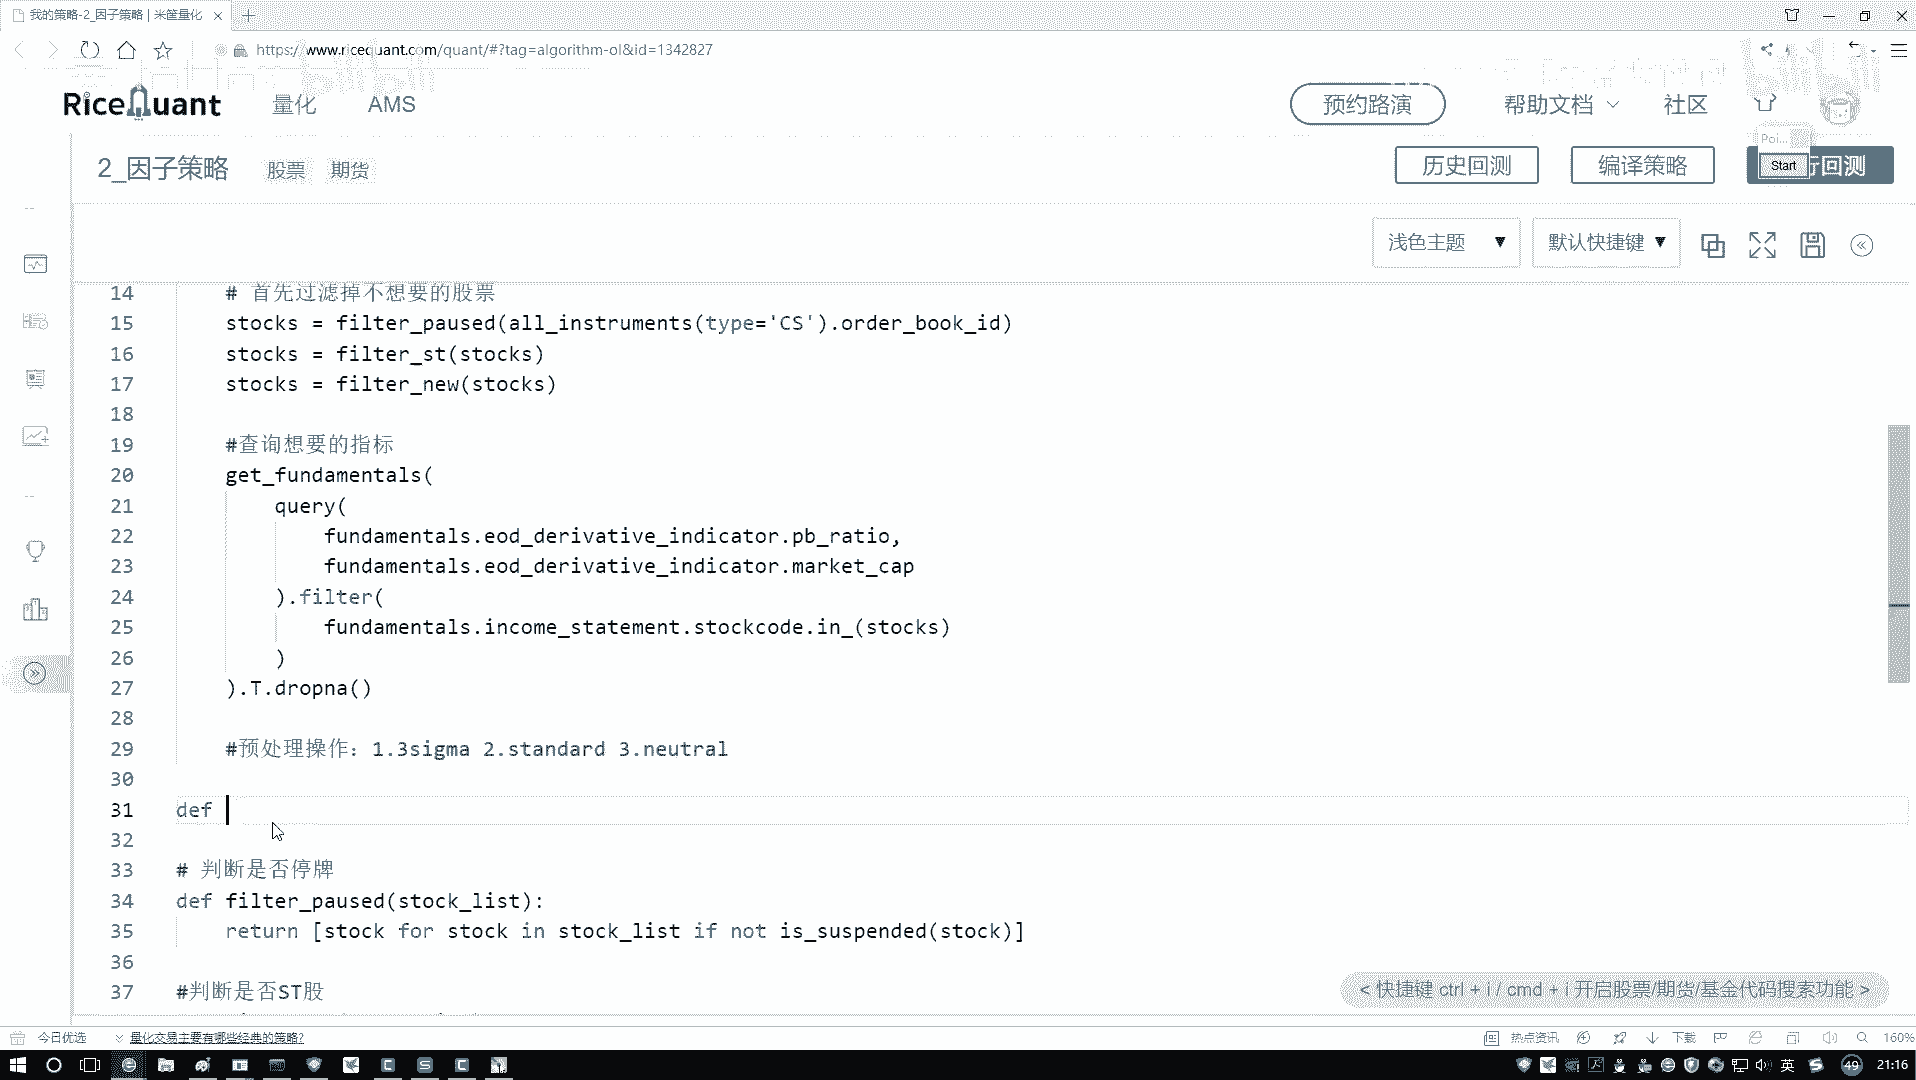 我的策略-2_因子策略 | 米筐量化
https://www.ricequant.com/quant/#?tag=algorithm-ol&id=1342827
RiceQuant 量化 AMS 预约路演 帮助文档 社区
Poi...
2_因子策略 股票 期货 历史回测 编译策略 Start 行回测
浅色主题 ▼ 默认快捷键 ▼
14 # 首先过滤掉不想要的股票
15 stocks = filter_paused(all_instruments(type='CS').order_book_id)
16 stocks = filter_st(stocks)
17 stocks = filter_new(stocks)
18
19 #查询想要的指标
20 get_fundamentals(
21 query(
22 fundamentals.eod_derivative_indicator.pb_ratio,
23 fundamentals.eod_derivative_indicator.market_cap
24 ).filter(
25 fundamentals.income_statement.stockcode.in_(stocks)
26 )
27 ).T.dropna()
28
29 #预处理操作：1.3sigma 2.standard 3.neutral
30
31 def
32
33 # 判断是否停牌
34 def filter_paused(stock_list):
35 return [stock for stock in stock_list if not is_suspended(stock)]
36
37 #判断是否ST股
< 快捷键 ctrl + i / cmd + i 开启股票/期货/基金代码搜索功能 >
今日优选 量化交易主要有哪些经典的策略? 热点资讯 下载 160%
英 49 21:16